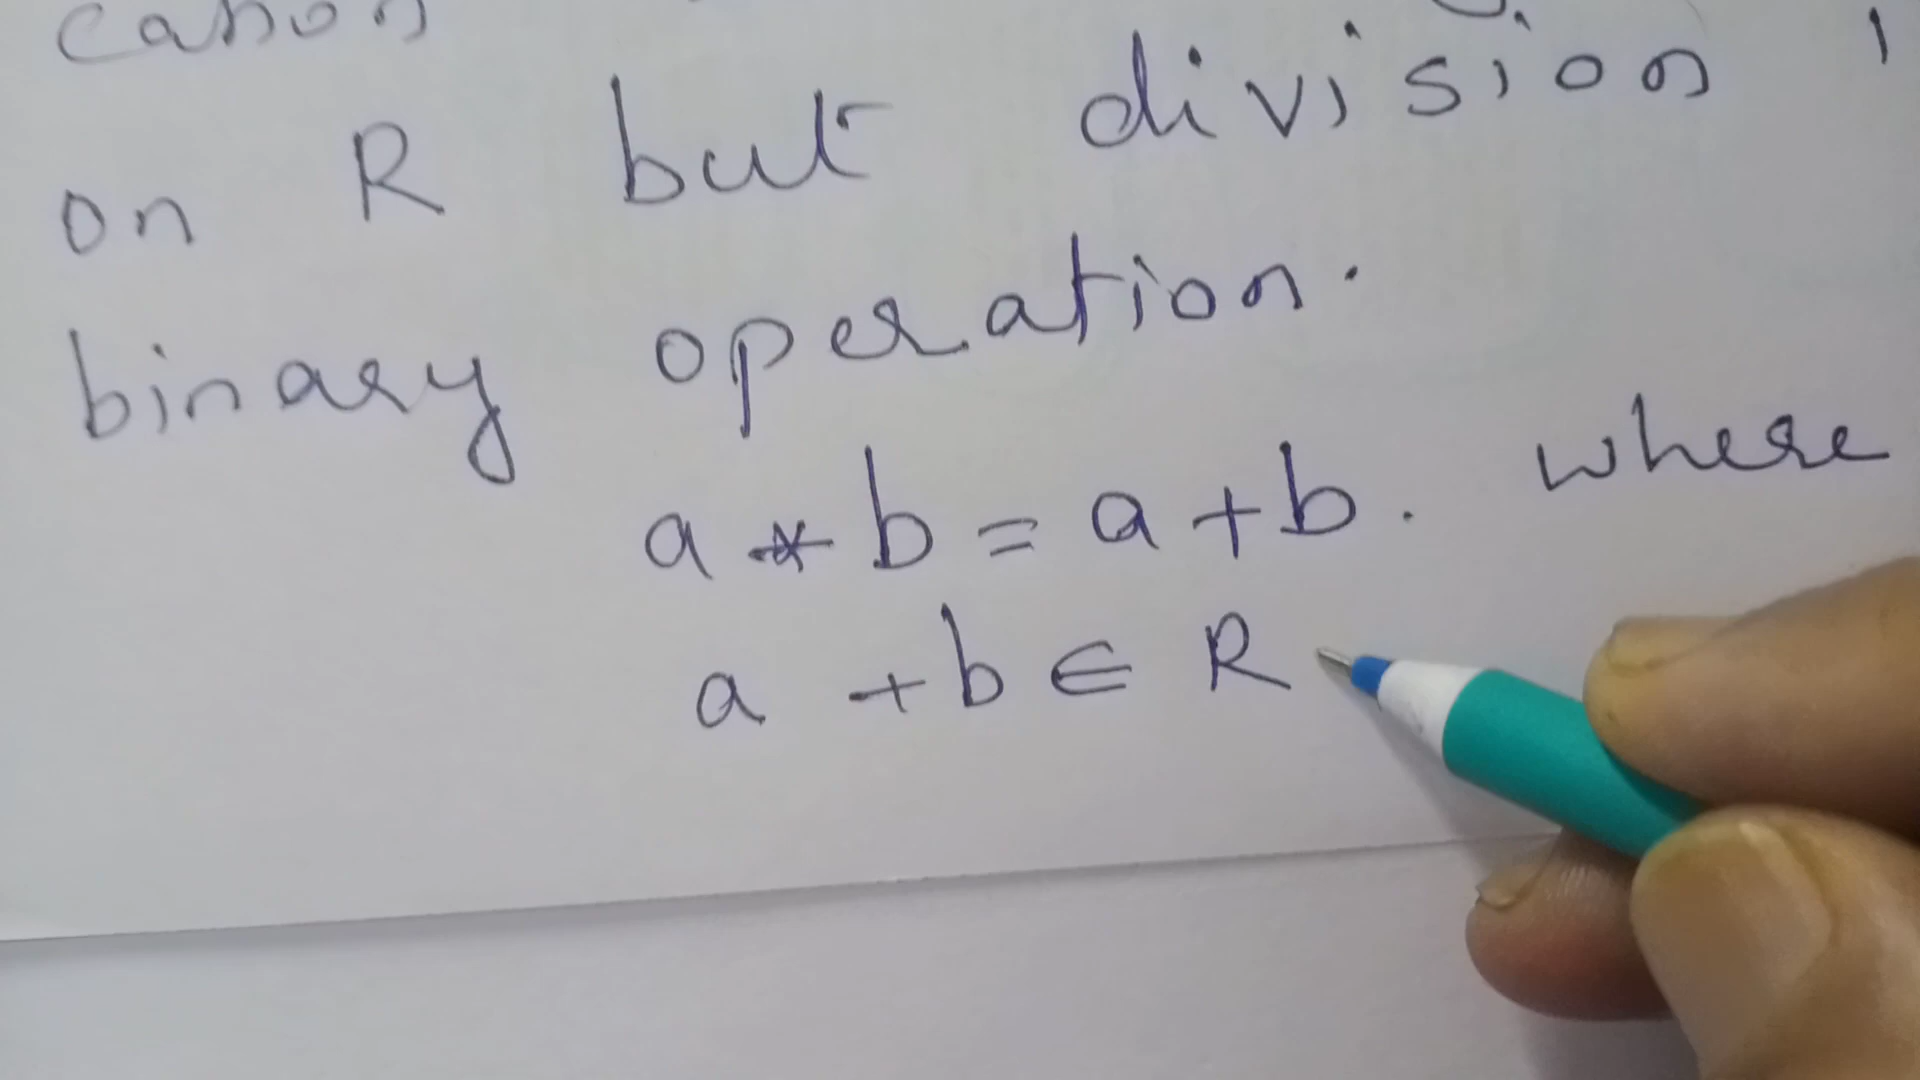 on R but division
binary operation.
a * b = a + b. where
a + b ∈ R